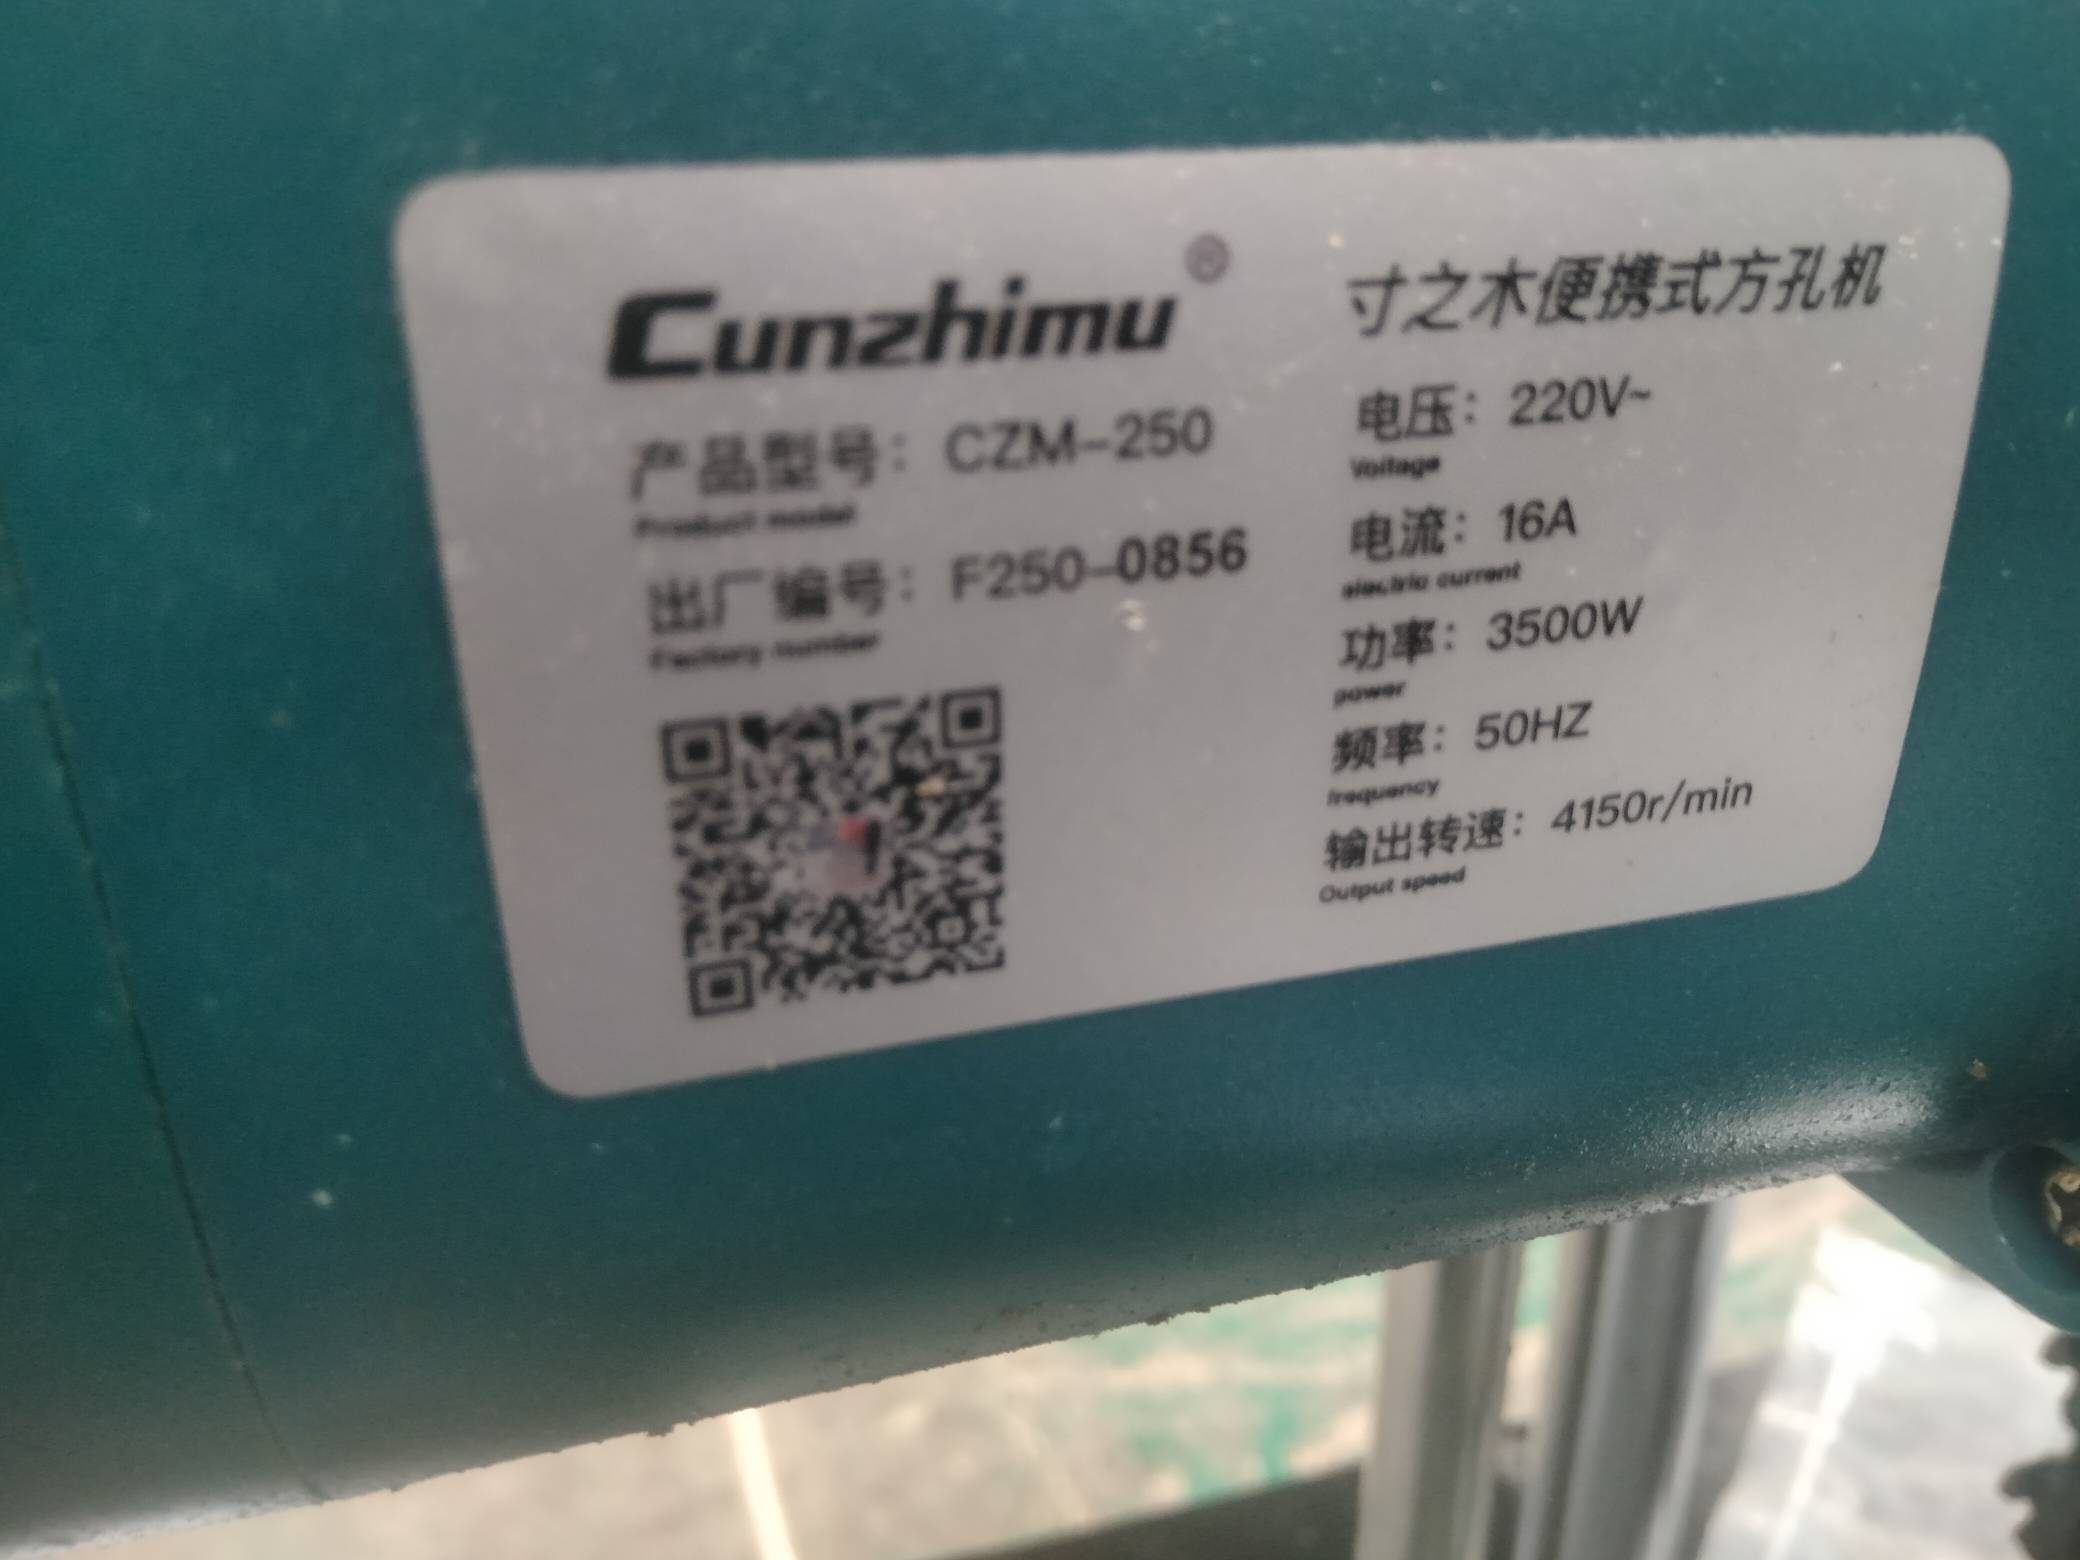 Cunzhimu®
产品型号：CZM-250
Product model
出厂编号：F250-0856
Factory number
寸之木便携式方孔机
电压：220V~
Voltage
电流：16A
electric current
功率：3500W
power
频率：50HZ
frequency
输出转速：4150r/min
Output speed